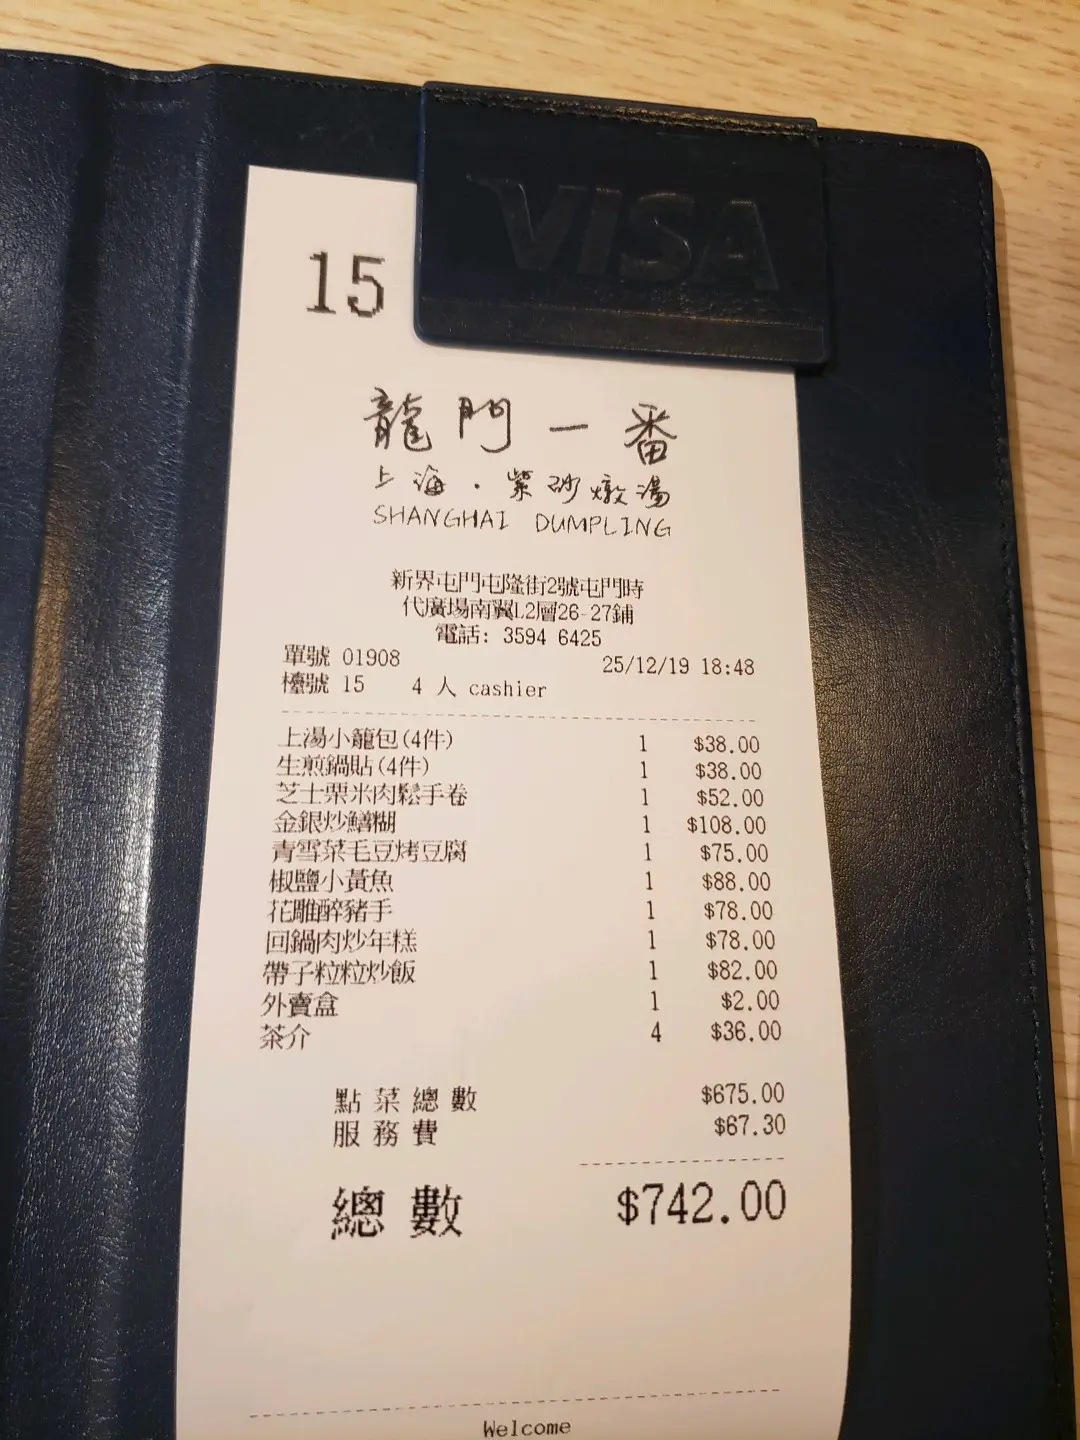 VISA
15
龍門一番
上海．紫砂燉湯
SHANGHAI DUMPLING
新界屯門屯隆街2號屯門時
代廣場南翼L2層26-27鋪
電話: 3594 6425
單號 01908 25/12/19 18:48
檯號 15 4 人 cashier
上湯小籠包(4件) 1 $38.00
生煎鍋貼(4件) 1 $38.00
芝士粟米肉鬆手卷 1 $52.00
金銀炒鱔糊 1 $108.00
青雪菜毛豆烤豆腐 1 $75.00
椒鹽小黃魚 1 $88.00
花雕醉豬手 1 $78.00
回鍋肉炒年糕 1 $78.00
帶子粒粒炒飯 1 $82.00
外賣盒 1 $2.00
茶介 4 $36.00
點菜總數 $675.00
服務費 $67.30
總數 $742.00
Welcome